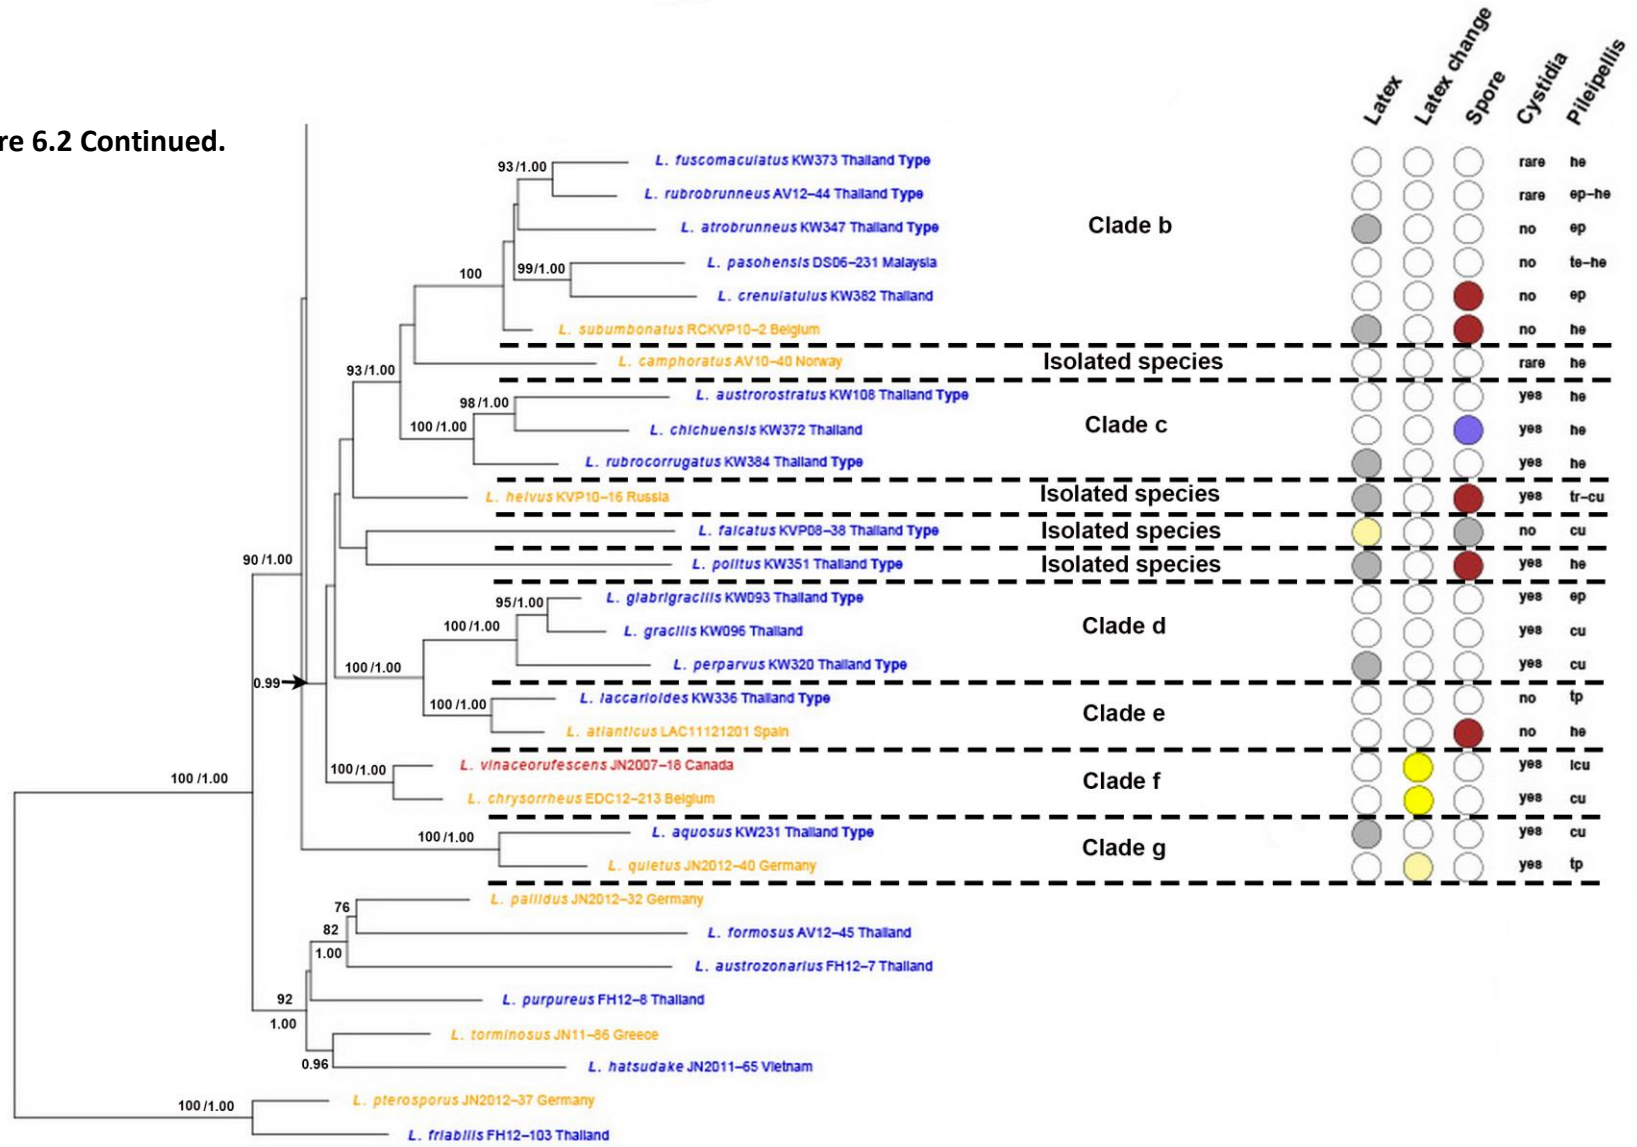 Latex
Latex change
Spore
Cystidia
Pileipellis
re 6.2 Continued.
93/1.00 L. fuscomaculatus KW373 Thailand Type rare he
L. rubrobrunneus AV12–44 Thailand Type rare ep–he
L. atrobrunneus KW347 Thailand Type Clade b no ep
100 99/1.00 L. pasohensis DS06–231 Malaysia no te–he
L. crenulatulus KW382 Thailand no ep
L. subumbonatus RCKVP10–2 Belgium no he
L. camphoratus AV10–40 Norway Isolated species rare he
93/1.00
98/1.00 L. austrorostratus KW108 Thailand Type yes he
100 /1.00 L. chichuensis KW372 Thailand Clade c yes he
L. rubrocorrugatus KW384 Thailand Type yes he
L. helvus KVP10–16 Russia Isolated species yes tr–cu
L. falcatus KVP08–38 Thailand Type Isolated species no cu
90 /1.00 L. politus KW351 Thailand Type Isolated species yes he
95/1.00 L. glabrigracilis KW093 Thailand Type yes ep
100 /1.00 L. gracilis KW096 Thailand Clade d yes cu
100 /1.00 L. perparvus KW320 Thailand Type yes cu
0.99
100 /1.00 L. laccarioides KW336 Thailand Type no tp
Clade e
L. atlanticus LAC11121201 Spain no he
100 /1.00 L. vinaceorufescens JN2007–18 Canada yes icu
100 /1.00 Clade f
L. chrysorrheus EDC12–213 Belgium yes cu
100 /1.00 L. aquosus KW231 Thailand Type yes cu
Clade g
L. quietus JN2012–40 Germany yes tp
76 L. pallidus JN2012–32 Germany
82 L. formosus AV12–45 Thailand
1.00 L. austrozonarius FH12–7 Thailand
92 L. purpureus FH12–8 Thailand
1.00 L. torminosus JN11–86 Greece
0.96 L. hatsudake JN2011–65 Vietnam
100 /1.00 L. pterosporus JN2012–37 Germany
L. friabilis FH12–103 Thailand